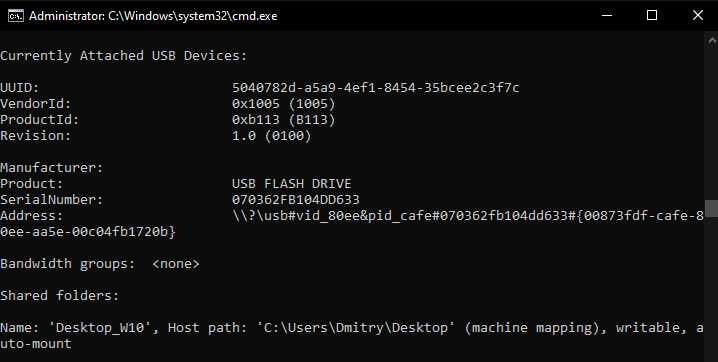 Administrator: C:\Windows\system32\cmd.exe
Currently Attached USB Devices:
UUID: 5040782d-a5a9-4ef1-8454-35bcee2c3f7c
VendorId: 0x1005 (1005)
ProductId: 0xb113 (B113)
Revision: 1.0 (0100)
Manufacturer:
Product: USB FLASH DRIVE
SerialNumber: 070362FB104DD633
Address: \\?\usb#vid_80ee&pid_cafe#070362fb104dd633#{00873fdf-cafe-8
0ee-aa5e-00c04fb1720b}
Bandwidth groups: <none>
Shared folders:
Name: 'Desktop_W10', Host path: 'C:\Users\Dmitry\Desktop' (machine mapping), writable, a
uto-mount